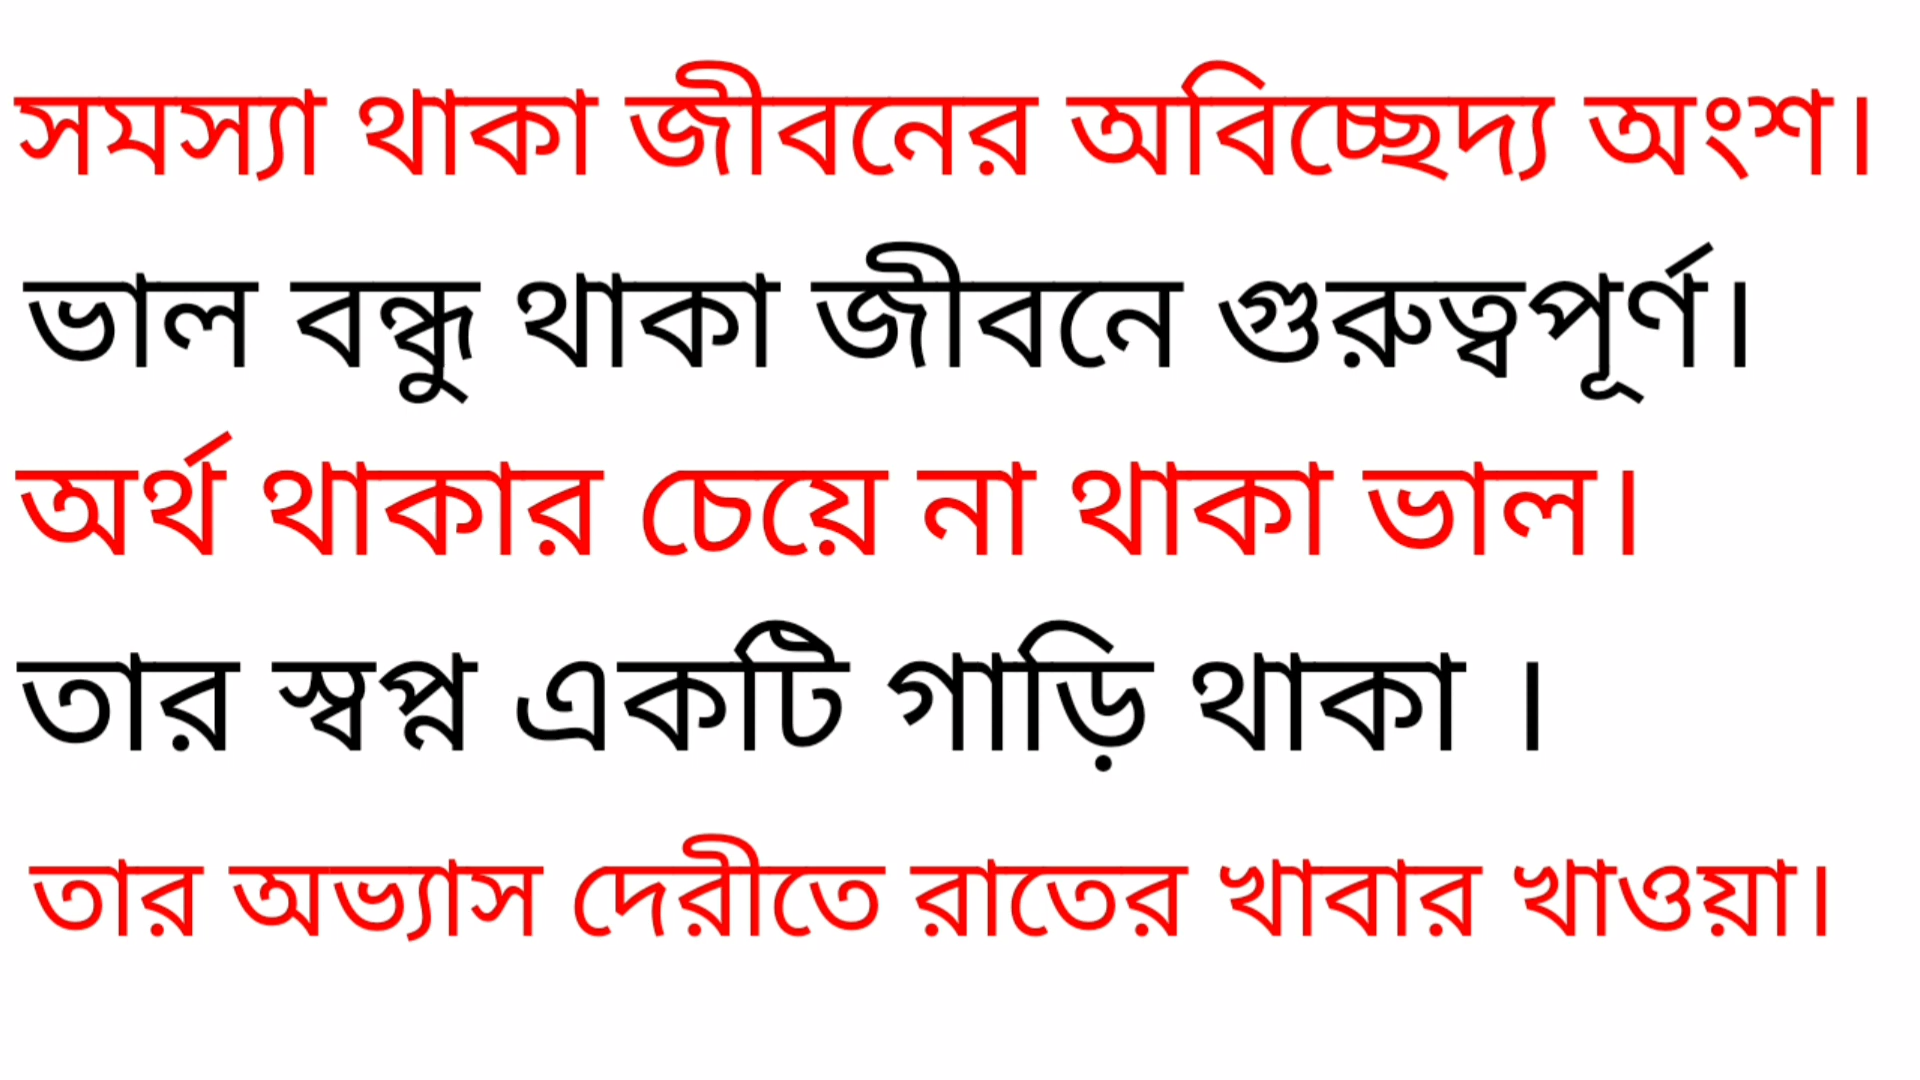 সমস্যা থাকা জীবনের অবিচ্ছেদ্য অংশ।
ভাল বন্ধু থাকা জীবনে গুরুত্বপূর্ণ।
অর্থ থাকার চেয়ে না থাকা ভাল।
তার স্বপ্ন একটি গাড়ি থাকা ।
তার অভ্যাস দেরীতে রাতের খাবার খাওয়া।